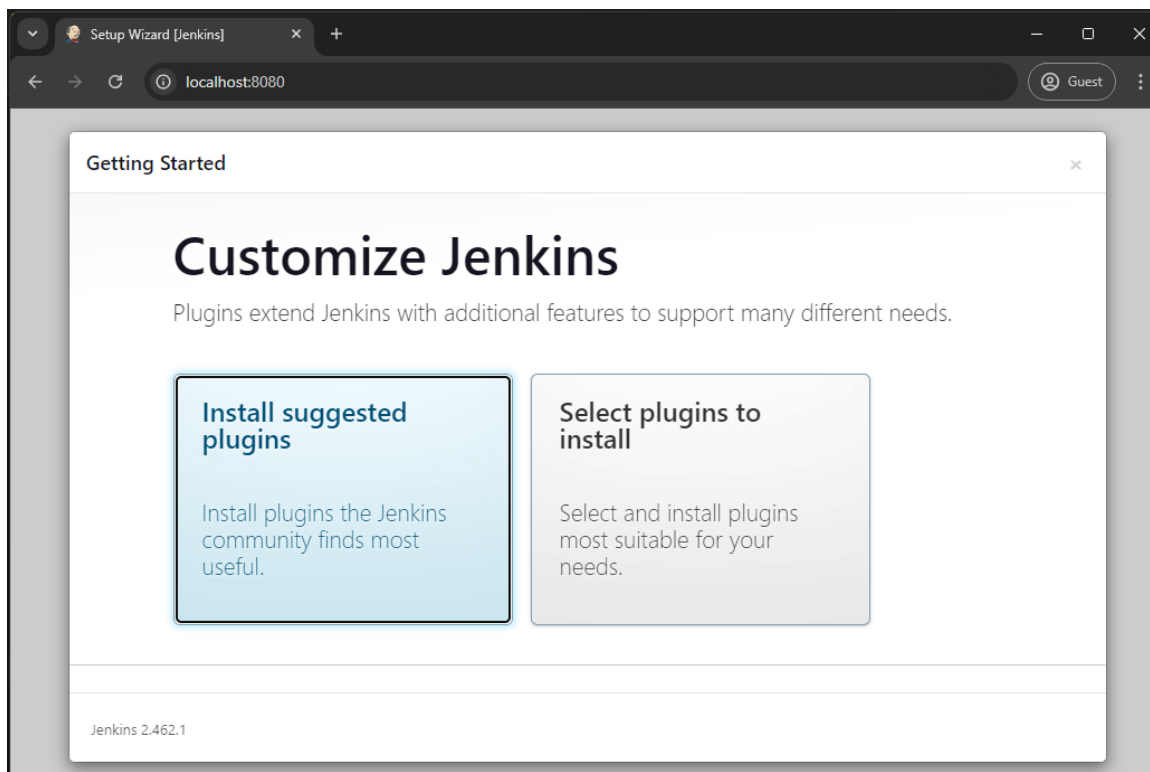 Setup Wizard [Jenkins]
localhost:8080
Guest
Getting Started
Customize Jenkins
Plugins extend Jenkins with additional features to support many different needs.
Install suggested
plugins
Install plugins the Jenkins
community finds most
useful.
Select plugins to
install
Select and install plugins
most suitable for your
needs.
Jenkins 2.462.1